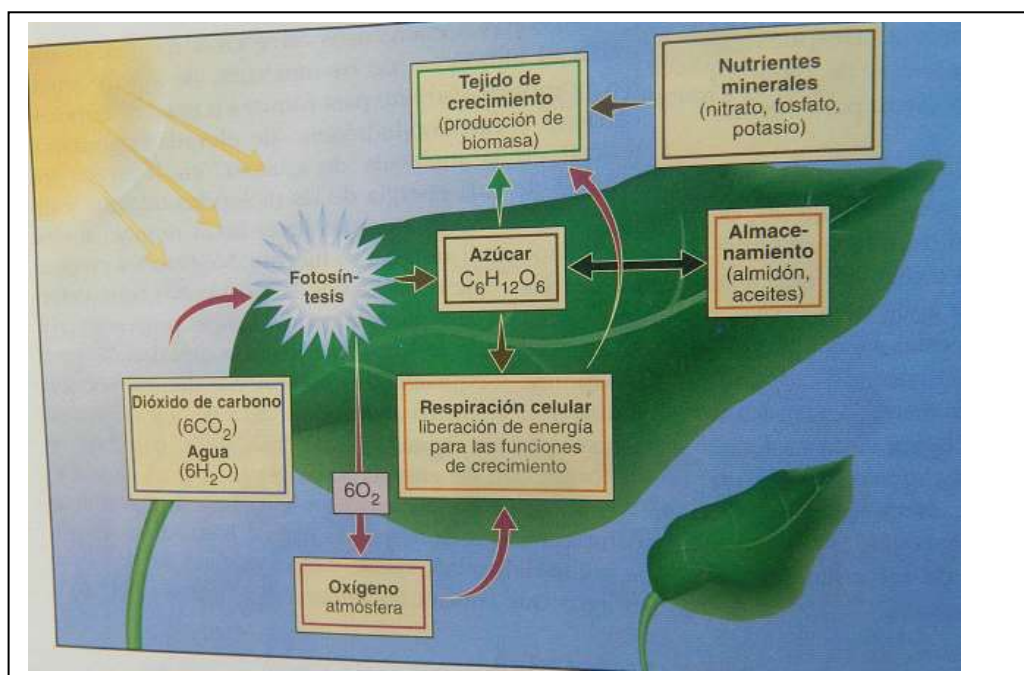 Tejido de
crecimiento
(producción de
biomasa)
Nutrientes
minerales
(nitrato, fosfato,
potasio)
Fotosín-
tesis
Azúcar
C₆H₁₂O₆
Almace-
namiento
(almidón,
aceites)
Dióxido de carbono
(6CO₂)
Agua
(6H₂O)
Respiración celular
liberación de energía
para las funciones
de crecimiento
6O₂
Oxígeno
atmósfera